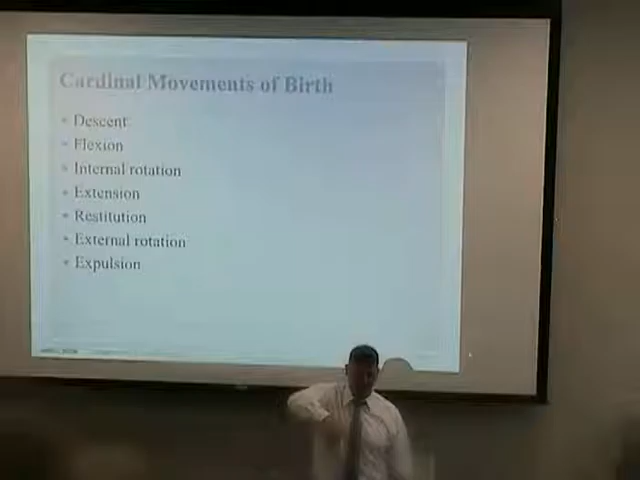 Cardinal Movements of Birth
Descent
Flexion
Internal rotation
Extension
Restitution
External rotation
Expulsion